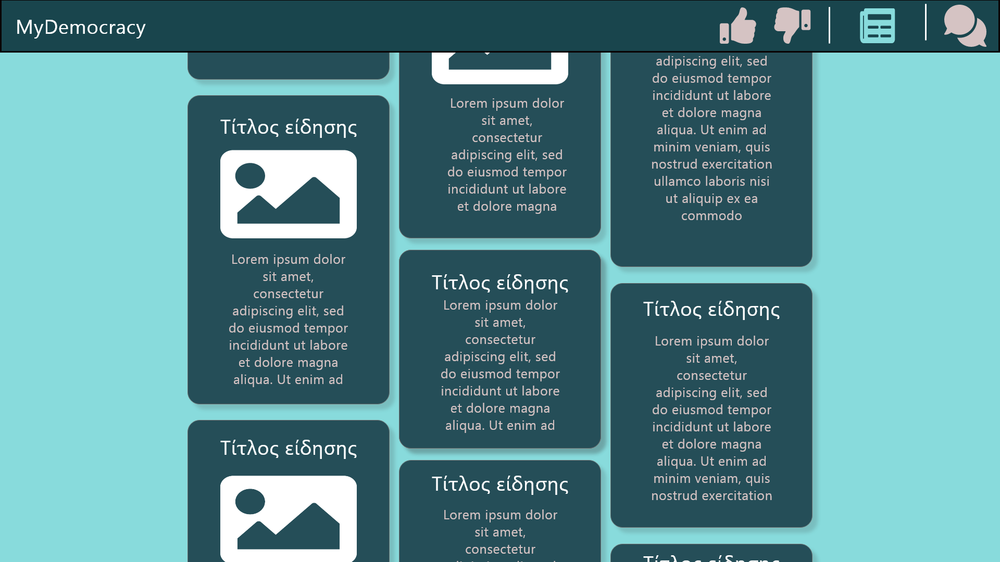 MyDemocracy
Τίτλος είδησης
Lorem ipsum dolor
sit amet,
consectetur
adipiscing elit, sed
do eiusmod tempor
incididunt ut labore
et dolore magna
aliqua. Ut enim ad
Τίτλος είδησης
Lorem ipsum dolor
sit amet,
consectetur
adipiscing elit, sed
do eiusmod tempor
incididunt ut labore
et dolore magna
Τίτλος είδησης
Lorem ipsum dolor
sit amet,
consectetur
adipiscing elit, sed
do eiusmod tempor
incididunt ut labore
et dolore magna
aliqua. Ut enim ad
Τίτλος είδησης
Lorem ipsum dolor
sit amet,
consectetur
adipiscing elit, sed
do eiusmod tempor
incididunt ut labore
et dolore magna
aliqua. Ut enim ad
minim veniam, quis
nostrud exercitation
ullamco laboris nisi
ut aliquip ex ea
commodo
Τίτλος είδησης
Lorem ipsum dolor
sit amet,
consectetur
adipiscing elit, sed
do eiusmod tempor
incididunt ut labore
et dolore magna
aliqua. Ut enim ad
minim veniam, quis
nostrud exercitation
Τίτλος είδησης